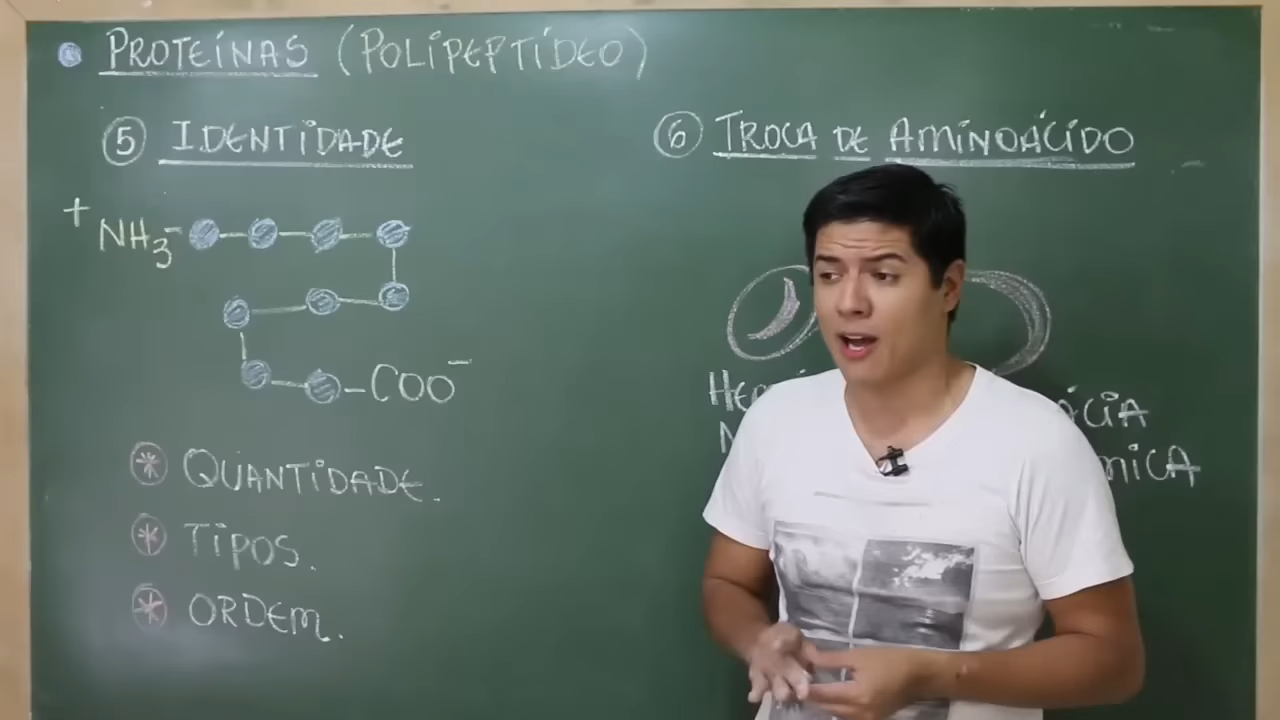 PROTEÍNAS (POLIPEPTÍDEO)
5 IDENTIDADE
+
NH3-
COO-
* QUANTIDADE.
* TIPOS.
* ORDEM.
6 TROCA DE AMINOÁCIDO